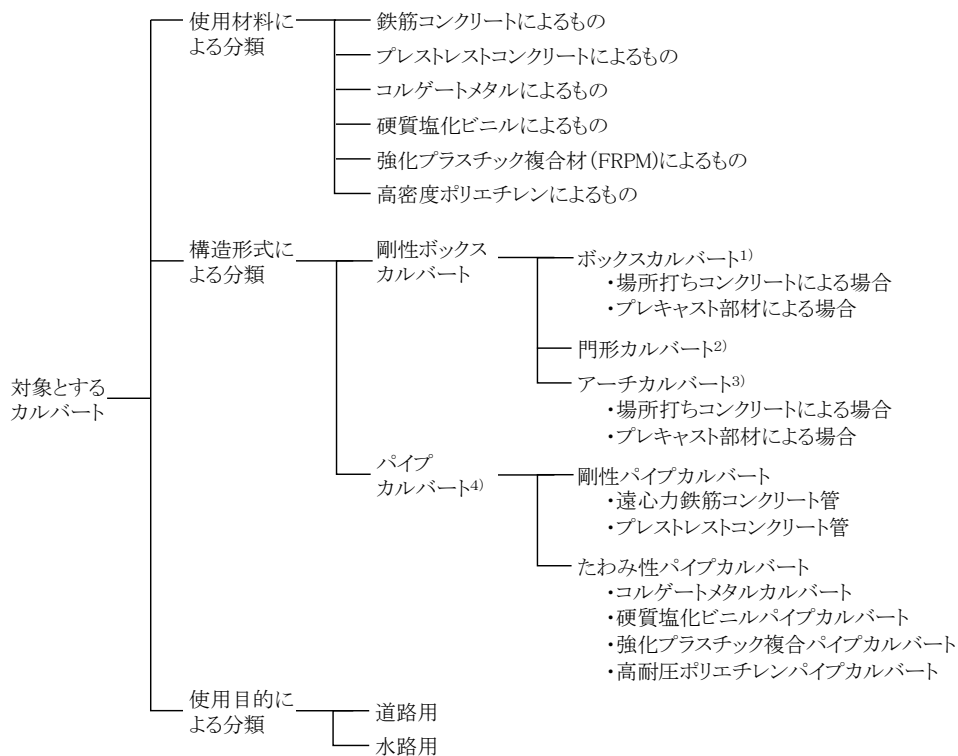 使用材料に
よる分類
鉄筋コンクリートによるもの
プレストレストコンクリートによるもの
コルゲートメタルによるもの
硬質塩化ビニルによるもの
強化プラスチック複合材(FRPM)によるもの
高密度ポリエチレンによるもの
構造形式に
よる分類
剛性ボックス
カルバート
ボックスカルバート1)
・場所打ちコンクリートによる場合
・プレキャスト部材による場合
門形カルバート2)
アーチカルバート3)
・場所打ちコンクリートによる場合
・プレキャスト部材による場合
対象とする
カルバート
パイプ
カルバート4)
剛性パイプカルバート
・遠心力鉄筋コンクリート管
・プレストレストコンクリート管
たわみ性パイプカルバート
・コルゲートメタルカルバート
・硬質塩化ビニルパイプカルバート
・強化プラスチック複合パイプカルバート
・高耐圧ポリエチレンパイプカルバート
使用目的に
よる分類
道路用
水路用